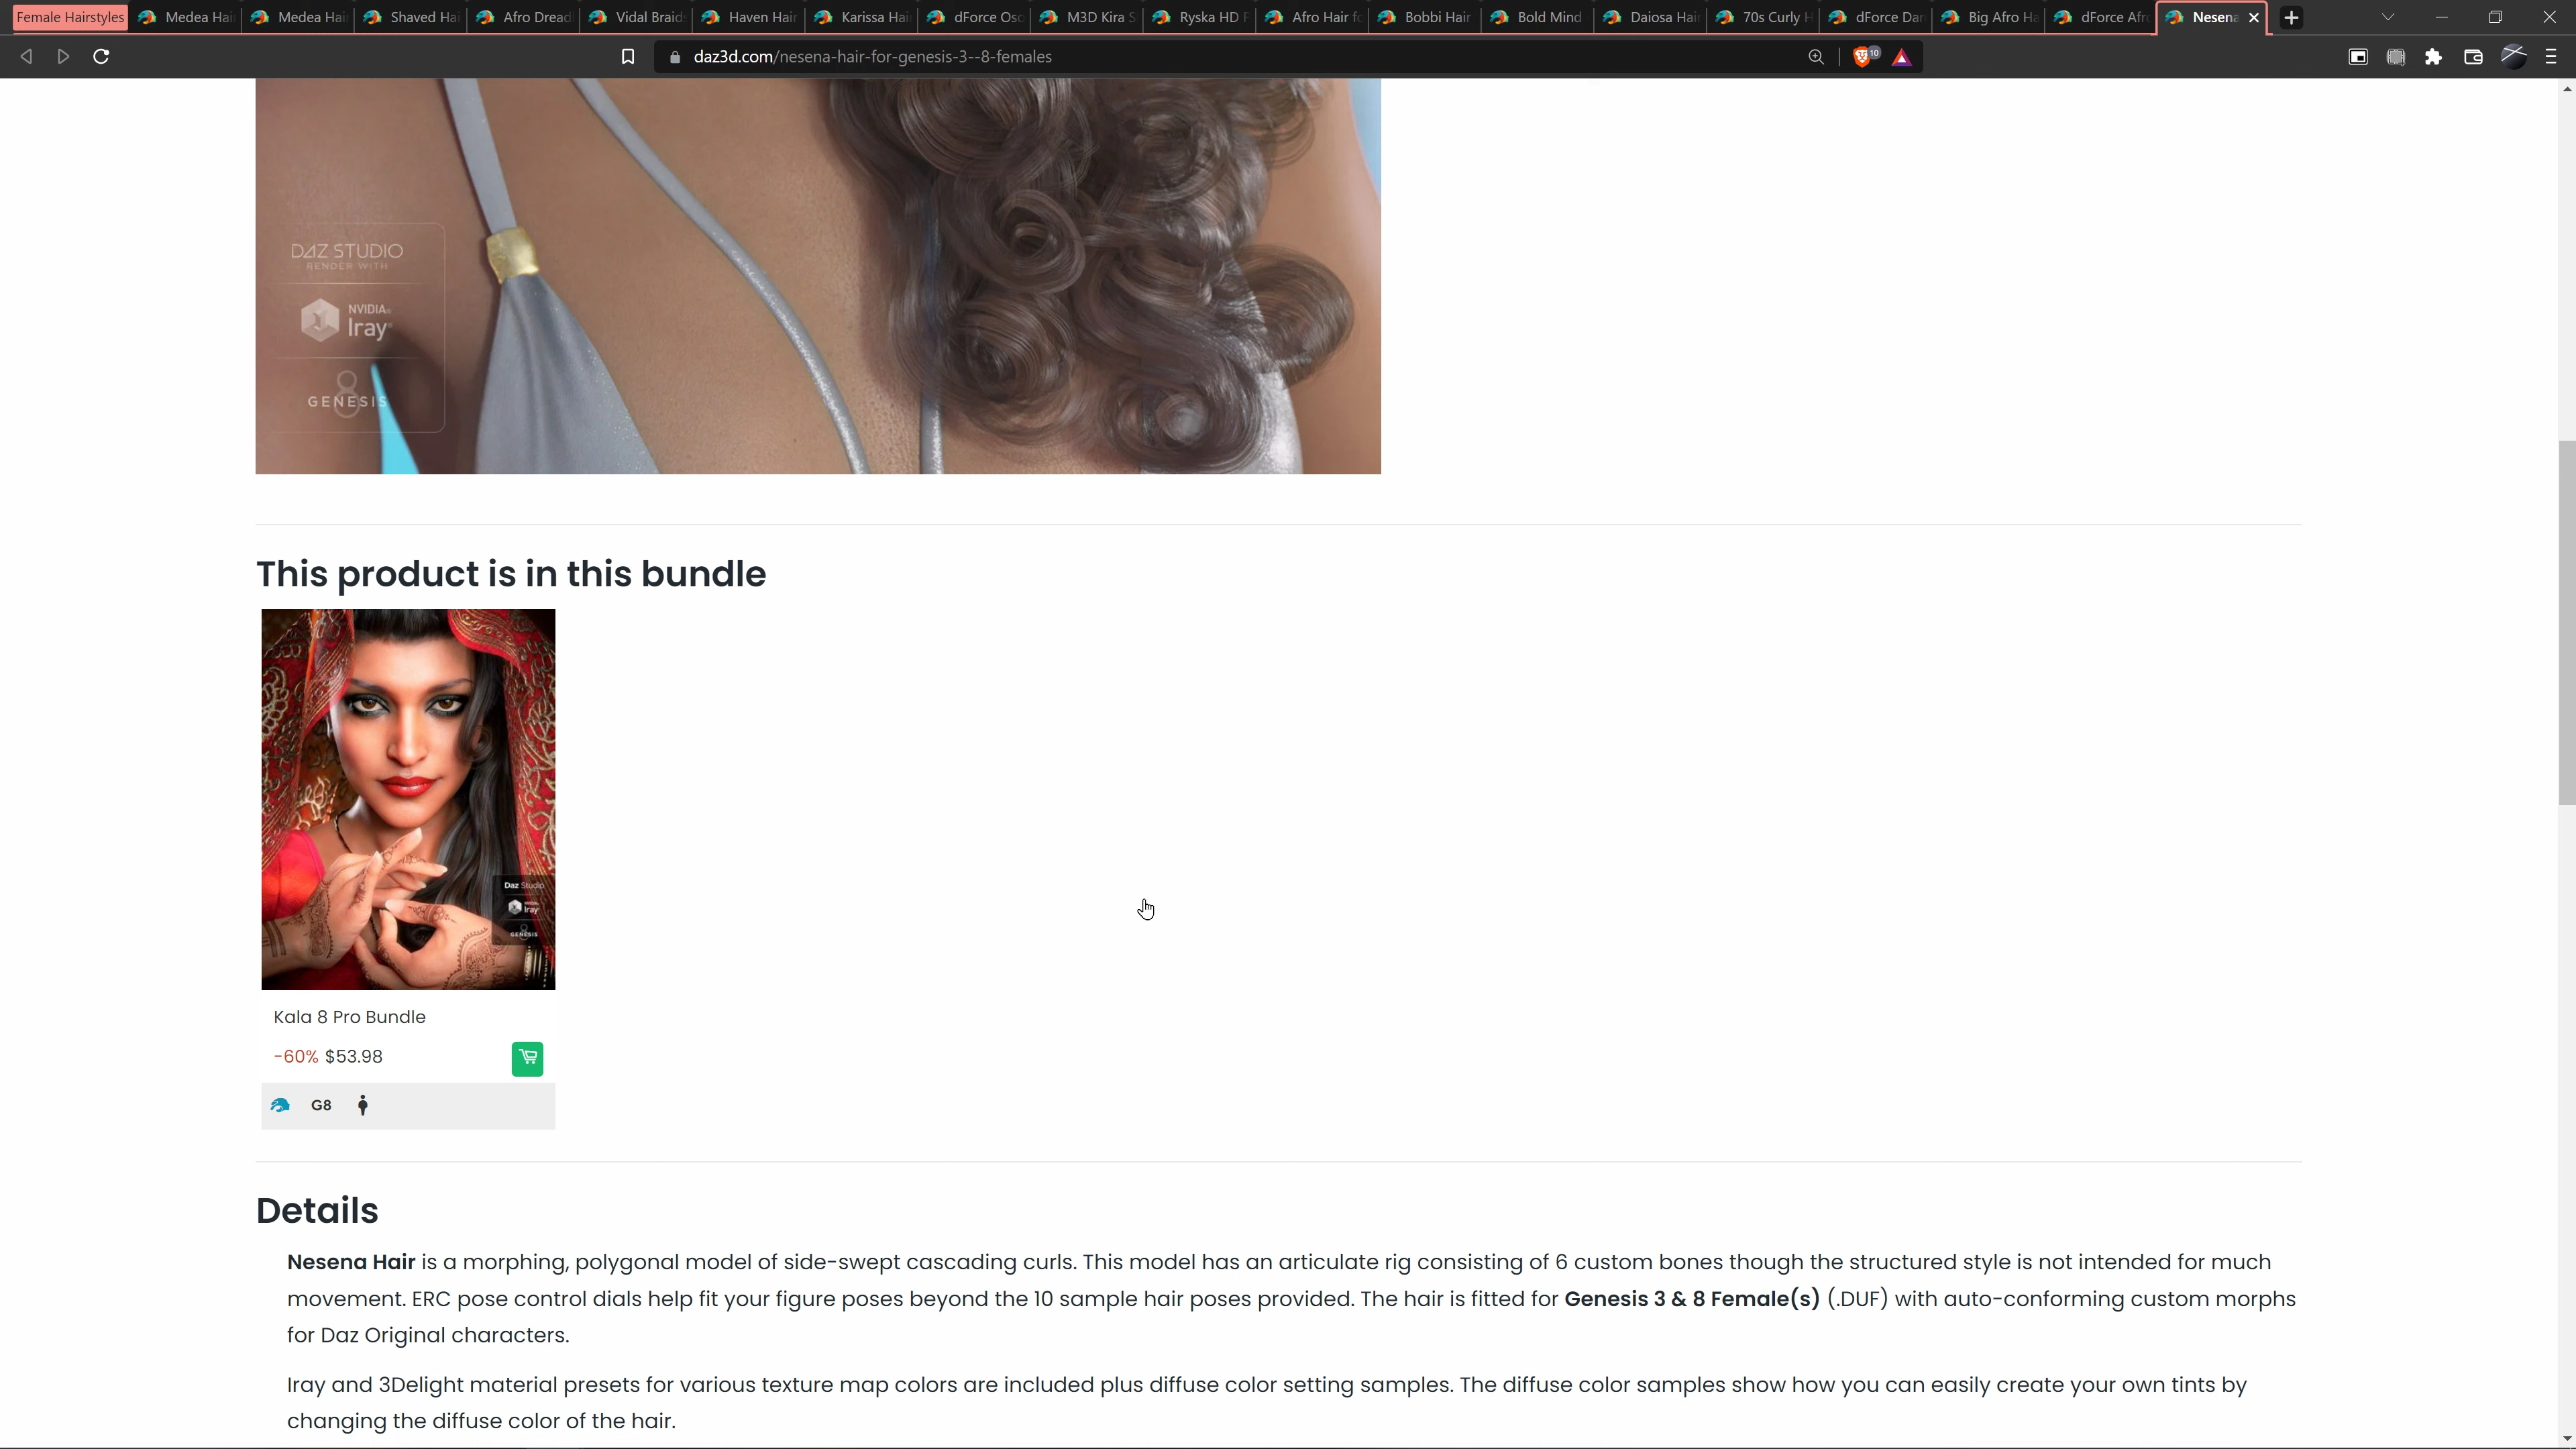 Female Hairstyles
Medea Hai
Medea Hai
Shaved Ha
Afro Dread
Vidal Braid
Haven Hair
Karissa Hai
dForce Oso
M3D Kira S
Ryska HD F
Afro Hair fo
Bobbi Hair
Bold Mind
Daiosa Hai
70s Curly H
dForce Dar
Big Afro Ha
dForce Afro
Nesena
daz3d.com/nesena-hair-for-genesis-3--8-females
10
DAZ STUDIO
RENDER WITH
NVIDIA
Iray
8
GENESIS
This product is in this bundle
Daz Studio
Iray
GENESIS
Kala 8 Pro Bundle
-60% $53.98
G8
Details
Nesena Hair is a morphing, polygonal model of side-swept cascading curls. This model has an articulate rig consisting of 6 custom bones though the structured style is not intended for much
movement. ERC pose control dials help fit your figure poses beyond the 10 sample hair poses provided. The hair is fitted for Genesis 3 & 8 Female(s) (.DUF) with auto-conforming custom morphs
for Daz Original characters.
Iray and 3Delight material presets for various texture map colors are included plus diffuse color setting samples. The diffuse color samples show how you can easily create your own tints by
changing the diffuse color of the hair.